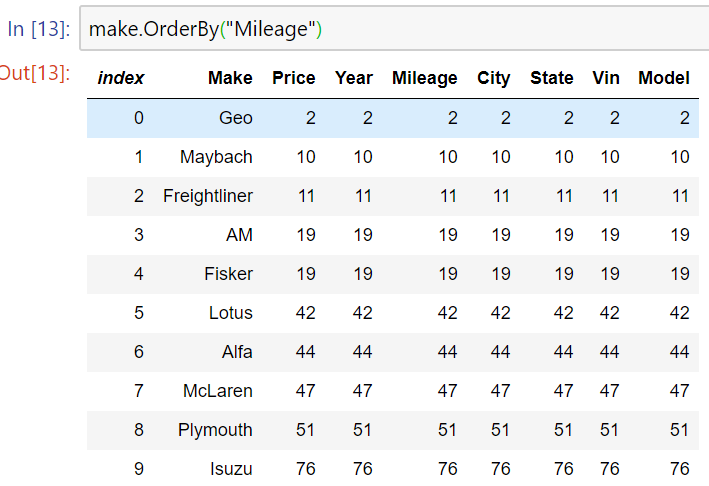 In [13]: make.OrderBy("Mileage")
Out[13]:
index Make Price Year Mileage City State Vin Model
0 Geo 2 2 2 2 2 2 2
1 Maybach 10 10 10 10 10 10 10
2 Freightliner 11 11 11 11 11 11 11
3 AM 19 19 19 19 19 19 19
4 Fisker 19 19 19 19 19 19 19
5 Lotus 42 42 42 42 42 42 42
6 Alfa 44 44 44 44 44 44 44
7 McLaren 47 47 47 47 47 47 47
8 Plymouth 51 51 51 51 51 51 51
9 Isuzu 76 76 76 76 76 76 76